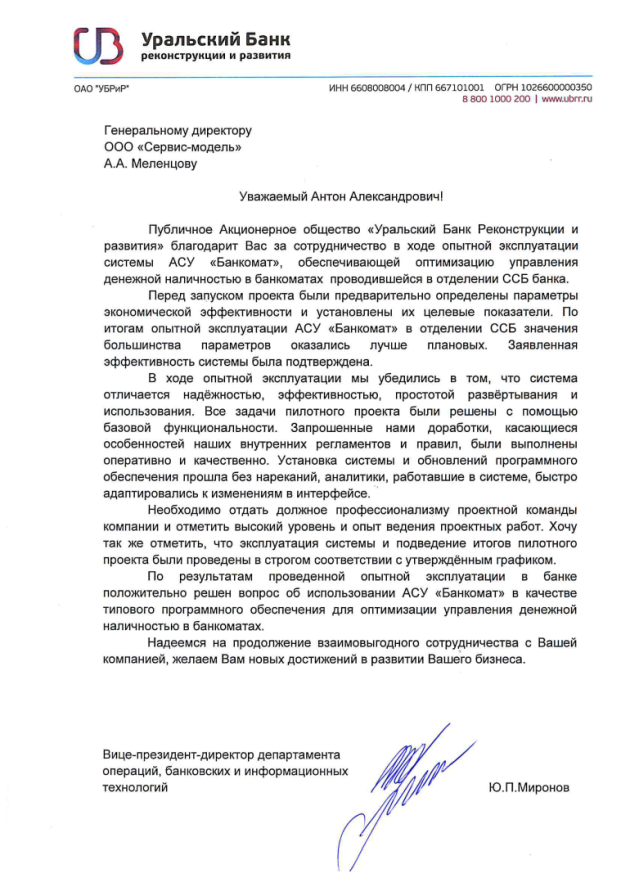 Уральский Банк
реконструкции и развития
ОАО "УБРиР"
ИНН 6608008004 / КПП 667101001 ОГРН 1026600000350
8 800 1000 200 | www.ubrr.ru
Генеральному директору
ООО «Сервис-модель»
А.А. Меленцову
Уважаемый Антон Александрович!
Публичное Акционерное общество «Уральский Банк Реконструкции и
развития» благодарит Вас за сотрудничество в ходе опытной эксплуатации
системы АСУ «Банкомат», обеспечивающей оптимизацию управления
денежной наличностью в банкоматах проводившейся в отделении ССБ банка.
Перед запуском проекта были предварительно определены параметры
экономической эффективности и установлены их целевые показатели. По
итогам опытной эксплуатации АСУ «Банкомат» в отделении ССБ значения
большинства параметров оказались лучше плановых. Заявленная
эффективность системы была подтверждена.
В ходе опытной эксплуатации мы убедились в том, что система
отличается надёжностью, эффективностью, простотой развёртывания и
использования. Все задачи пилотного проекта были решены с помощью
базовой функциональности. Запрошенные нами доработки, касающиеся
особенностей наших внутренних регламентов и правил, были выполнены
оперативно и качественно. Установка системы и обновлений программного
обеспечения прошла без нареканий, аналитики, работавшие в системе, быстро
адаптировались к изменениям в интерфейсе.
Необходимо отдать должное профессионализму проектной команды
компании и отметить высокий уровень и опыт ведения проектных работ. Хочу
так же отметить, что эксплуатация системы и подведение итогов пилотного
проекта были проведены в строгом соответствии с утверждённым графиком.
По результатам проведенной опытной эксплуатации в банке
положительно решен вопрос об использовании АСУ «Банкомат» в качестве
типового программного обеспечения для оптимизации управления денежной
наличностью в банкоматах.
Надеемся на продолжение взаимовыгодного сотрудничества с Вашей
компанией, желаем Вам новых достижений в развитии Вашего бизнеса.
Вице-президент-директор департамента
операций, банковских и информационных
технологий
Ю.П.Миронов